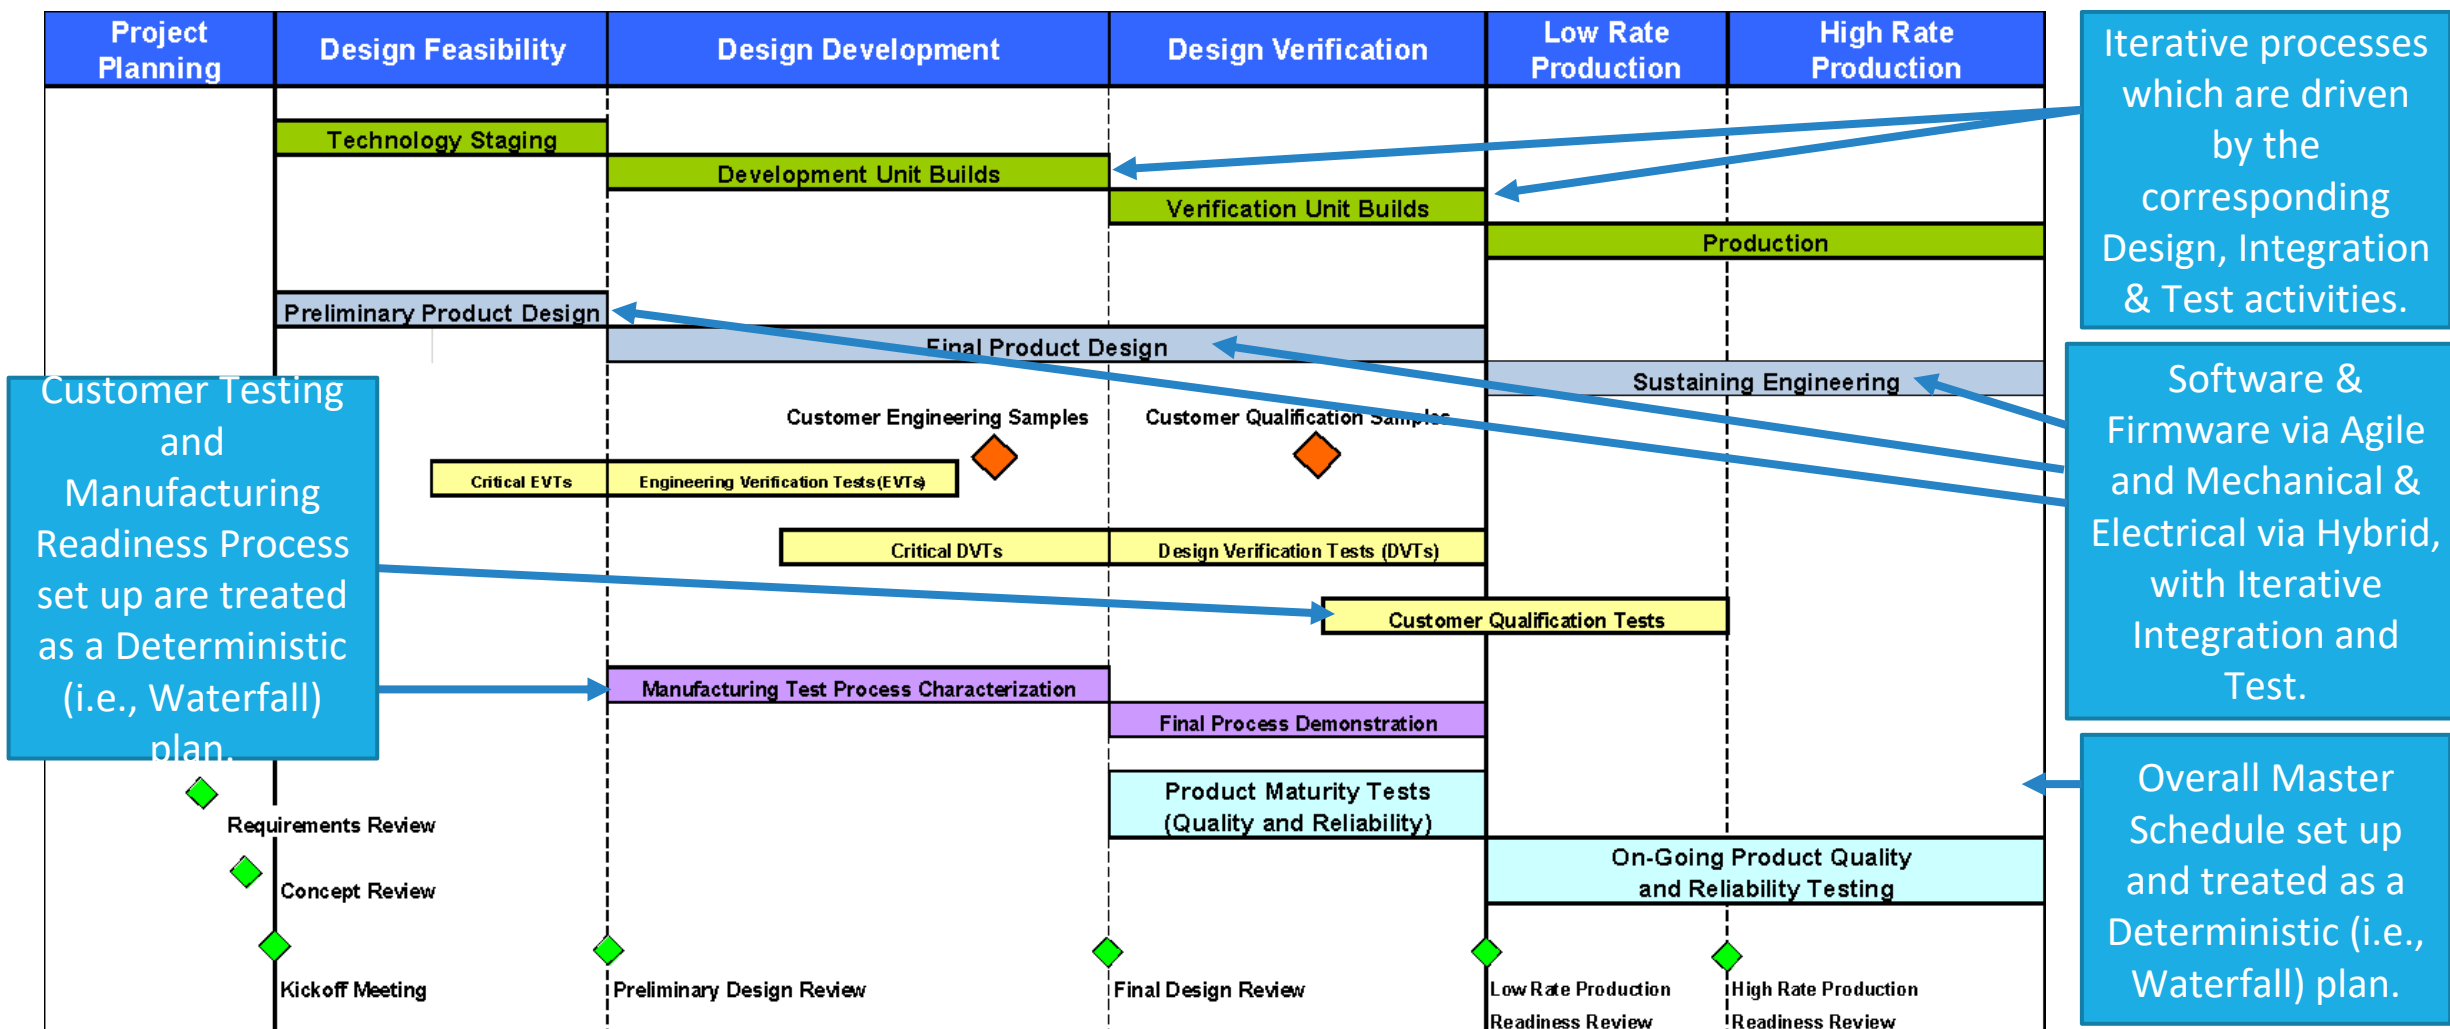 Project
Planning
Design Feasibility
Design Development
Design Verification
Low Rate
Production
High Rate
Production
Iterative processes
which are driven
by the
corresponding
Design, Integration
& Test activities.
Technology Staging
Development Unit Builds
Verification Unit Builds
Production
Preliminary Product Design
Final Product Design
Sustaining Engineering
Customer Testing
and
Manufacturing
Readiness Process
set up are treated
as a Deterministic
(i.e., Waterfall)
plan.
Customer Engineering Samples
Customer Qualification Samples
Software &
Firmware via Agile
and Mechanical &
Electrical via Hybrid,
with Iterative
Integration and
Test.
Critical EVTs
Engineering Verification Tests(EVTs)
Critical DVTs
Design Verification Tests (DVTs)
Customer Qualification Tests
Manufacturing Test Process Characterization
Final Process Demonstration
Product Maturity Tests
(Quality and Reliability)
On-Going Product Quality
and Reliability Testing
Overall Master
Schedule set up
and treated as a
Deterministic (i.e.,
Waterfall) plan.
Requirements Review
Concept Review
Kickoff Meeting
Preliminary Design Review
Final Design Review
Low Rate Production
Readiness Review
High Rate Production
Readiness Review